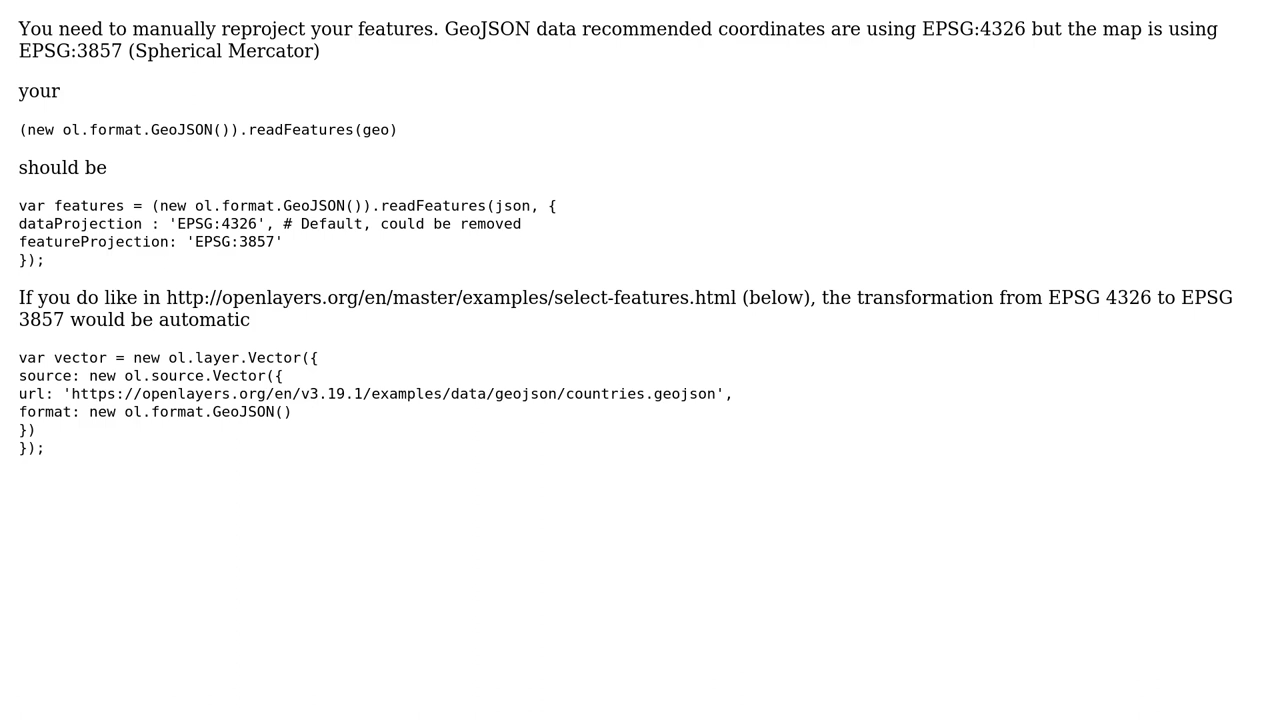 You need to manually reproject your features. GeoJSON data recommended coordinates are using EPSG:4326 but the map is using
EPSG:3857 (Spherical Mercator)
your
(new ol.format.GeoJSON()).readFeatures(geo)
should be
var features = (new ol.format.GeoJSON()).readFeatures(json, {
dataProjection : 'EPSG:4326', # Default, could be removed
featureProjection: 'EPSG:3857'
});
If you do like in http://openlayers.org/en/master/examples/select-features.html (below), the transformation from EPSG 4326 to EPSG
3857 would be automatic
var vector = new ol.layer.Vector({
source: new ol.source.Vector({
url: 'https://openlayers.org/en/v3.19.1/examples/data/geojson/countries.geojson',
format: new ol.format.GeoJSON()
})
});